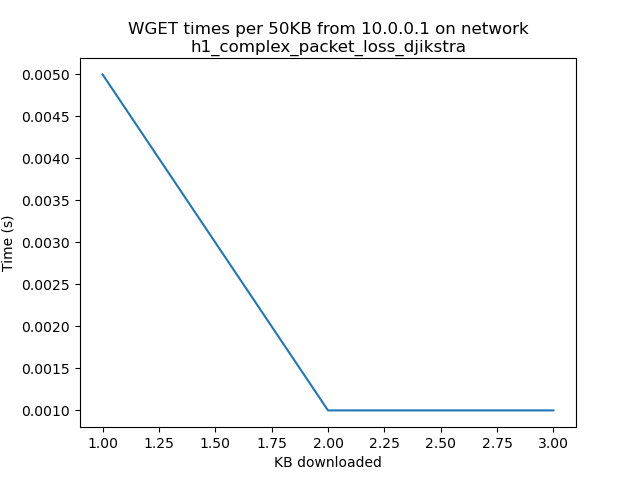 WGET times per 50KB from 10.0.0.1 on network
h1_complex_packet_loss_djikstra
Time (s)
0.0050
0.0045
0.0040
0.0035
0.0030
0.0025
0.0020
0.0015
0.0010
1.00 1.25 1.50 1.75 2.00 2.25 2.50 2.75 3.00
KB downloaded